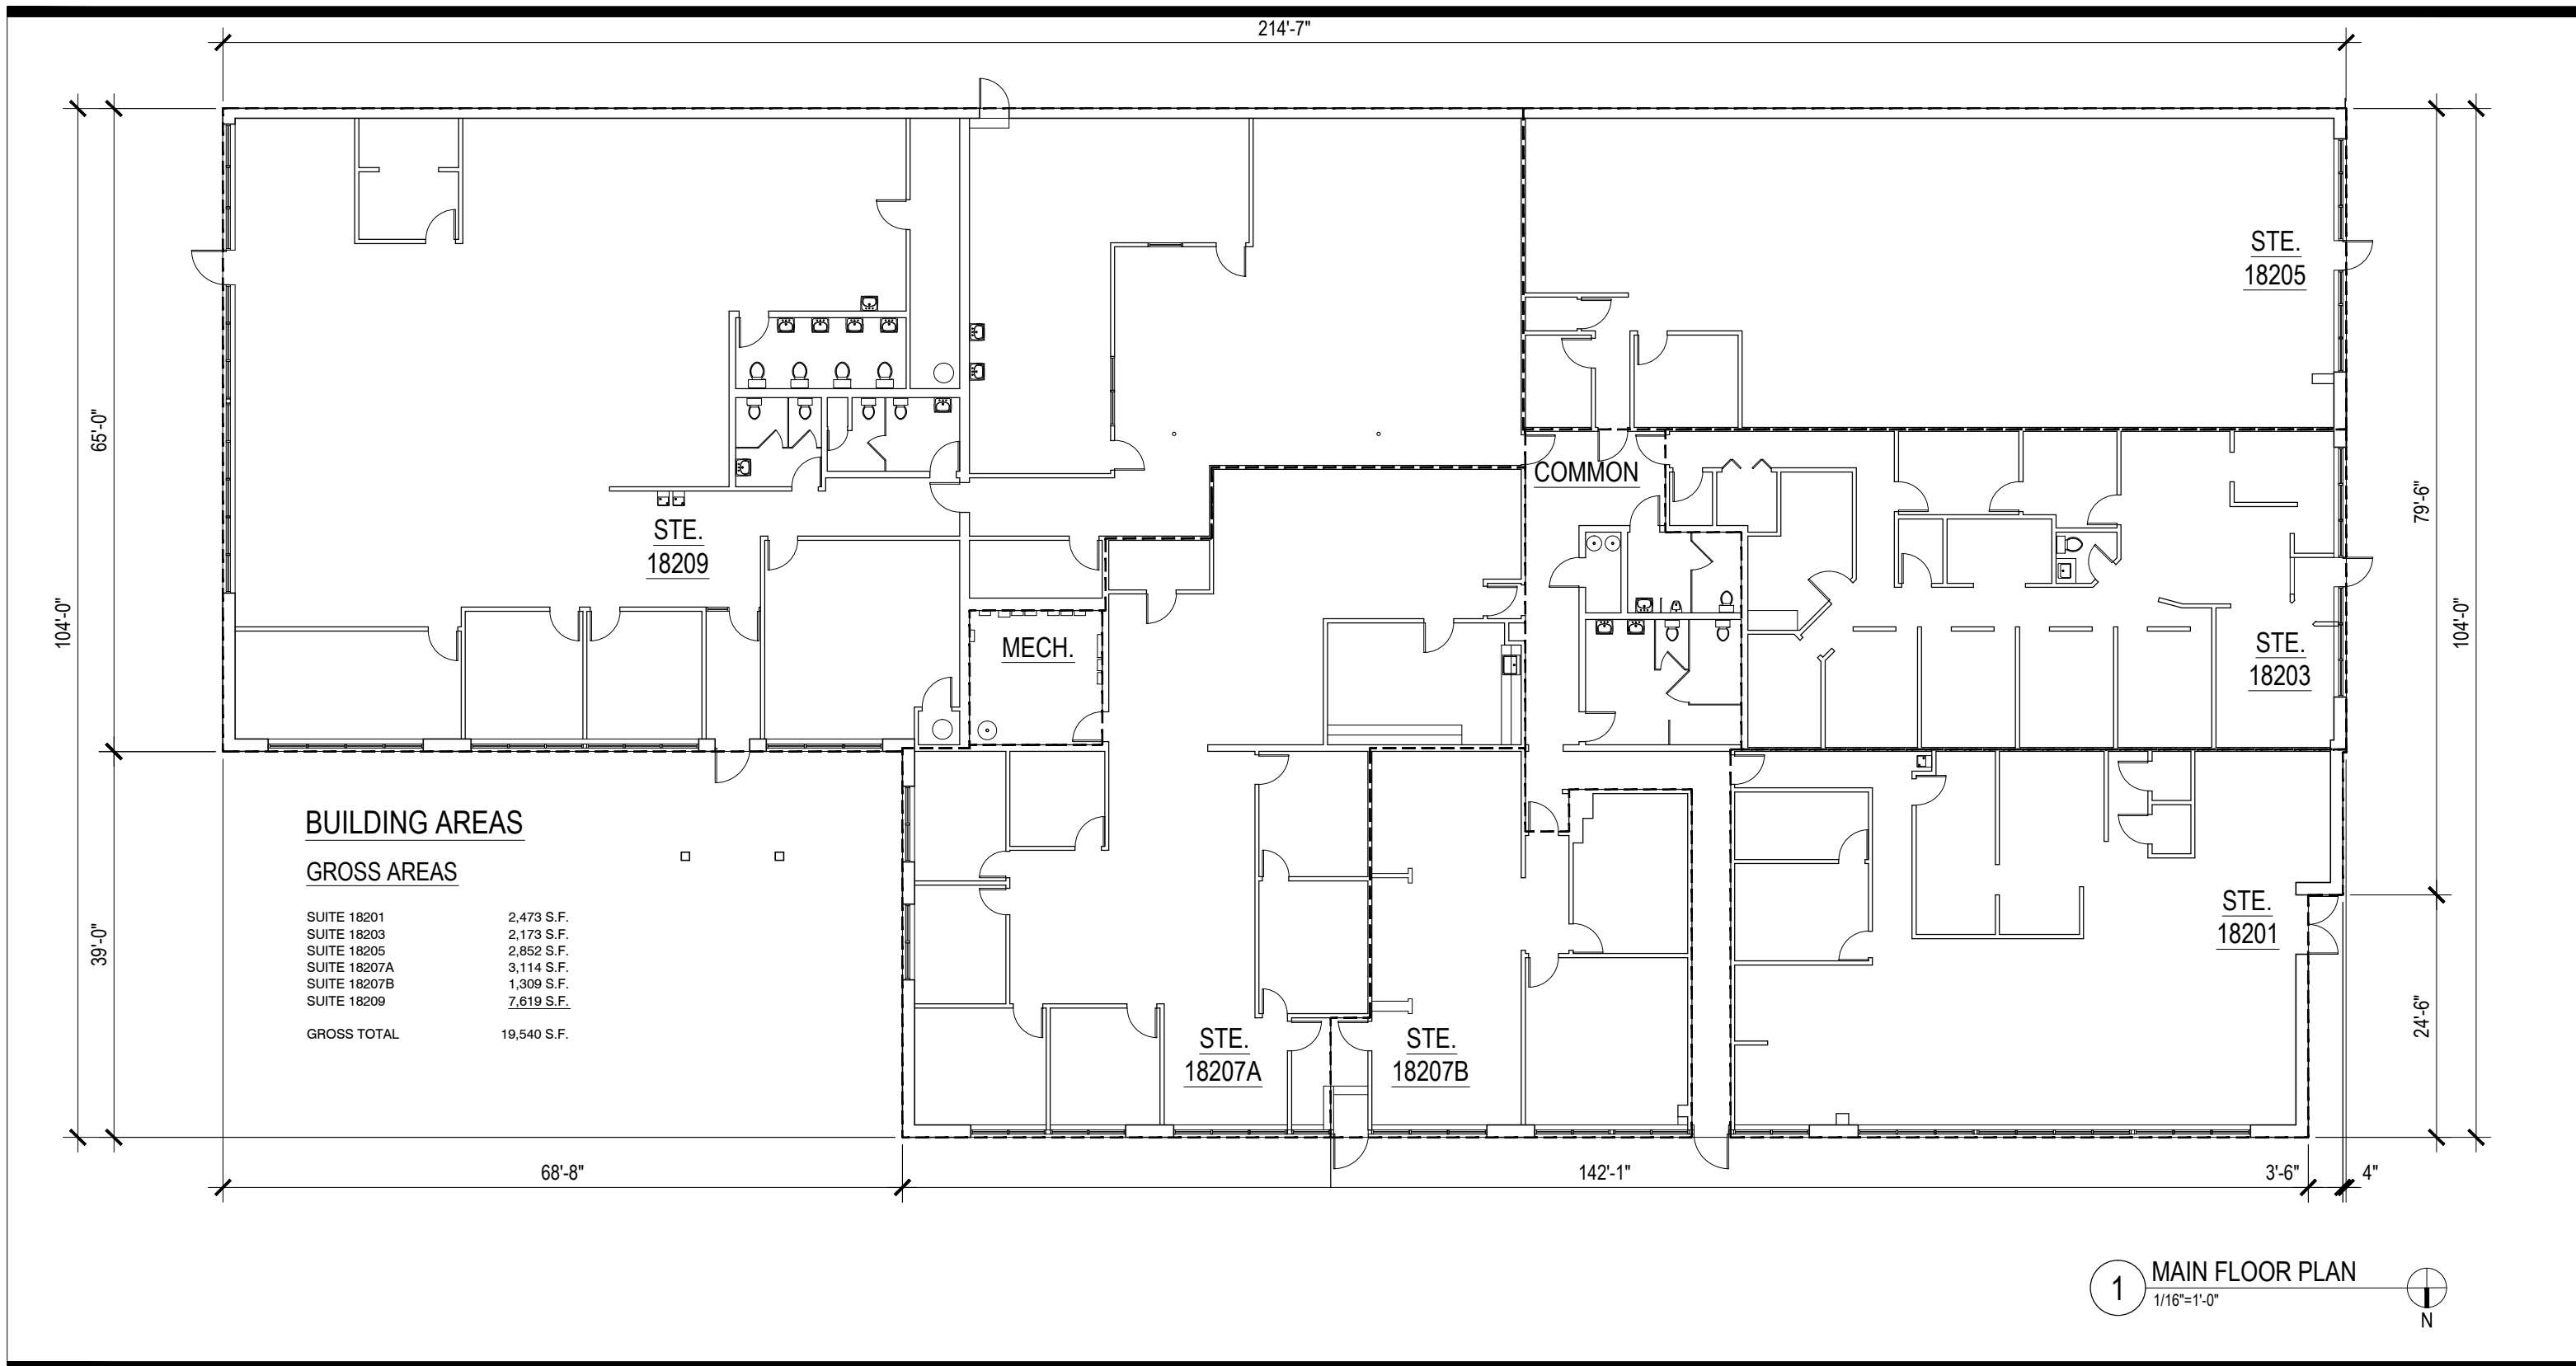 214'-7"
STE.
18205
65'-0"
79'-6"
COMMON
STE.
18209
104'-0"
104'-0"
MECH.
STE.
18203
BUILDING AREAS
GROSS AREAS
SUITE 18201 2,473 S.F.
SUITE 18203 2,173 S.F.
SUITE 18205 2,852 S.F.
SUITE 18207A 3,114 S.F.
SUITE 18207B 1,309 S.F.
SUITE 18209 7,619 S.F.
GROSS TOTAL 19,540 S.F.
39'-0"
STE.
18201
24'-6"
STE.
18207A
STE.
18207B
68'-8"
142'-1"
3'-6"
4"
1
MAIN FLOOR PLAN
1/16"=1'-0"
N